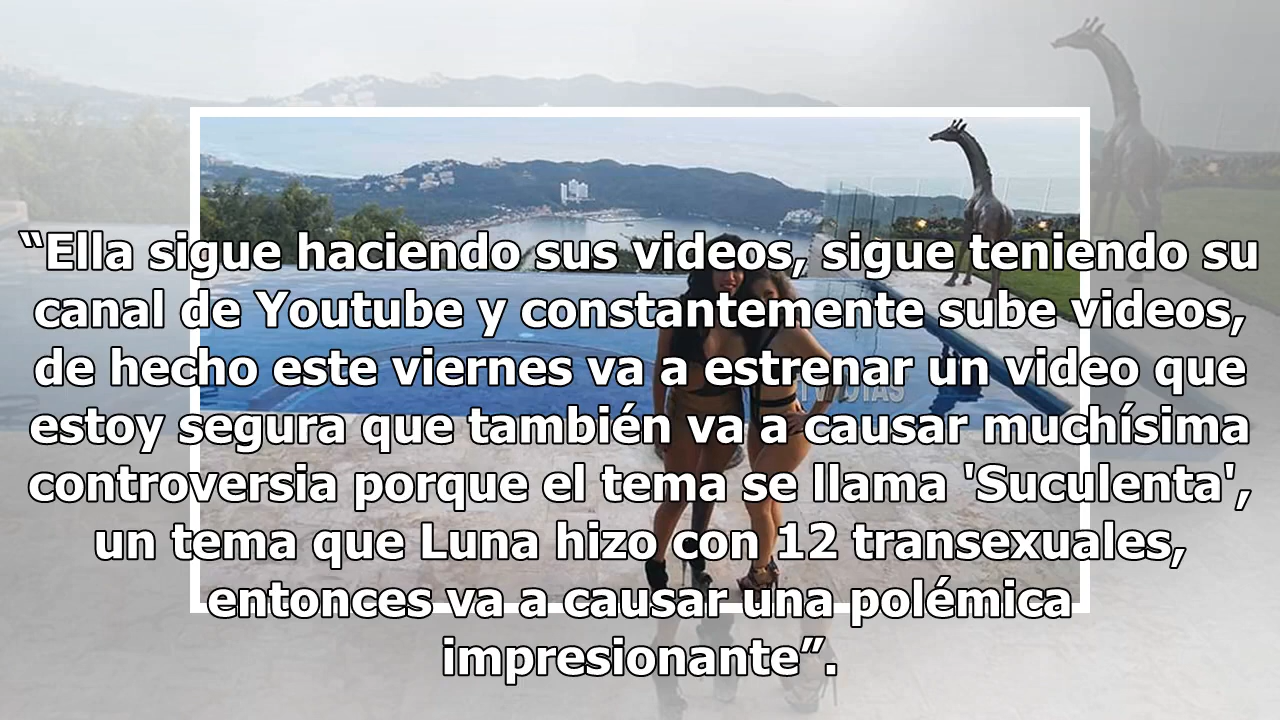 “Ella sigue haciendo sus videos, sigue teniendo su
canal de Youtube y constantemente sube videos,
de hecho este viernes va a estrenar un video que
estoy segura que también va a causar muchísima
controversia porque el tema se llama 'Suculenta',
un tema que Luna hizo con 12 transexuales,
entonces va a causar una polémica
impresionante”.